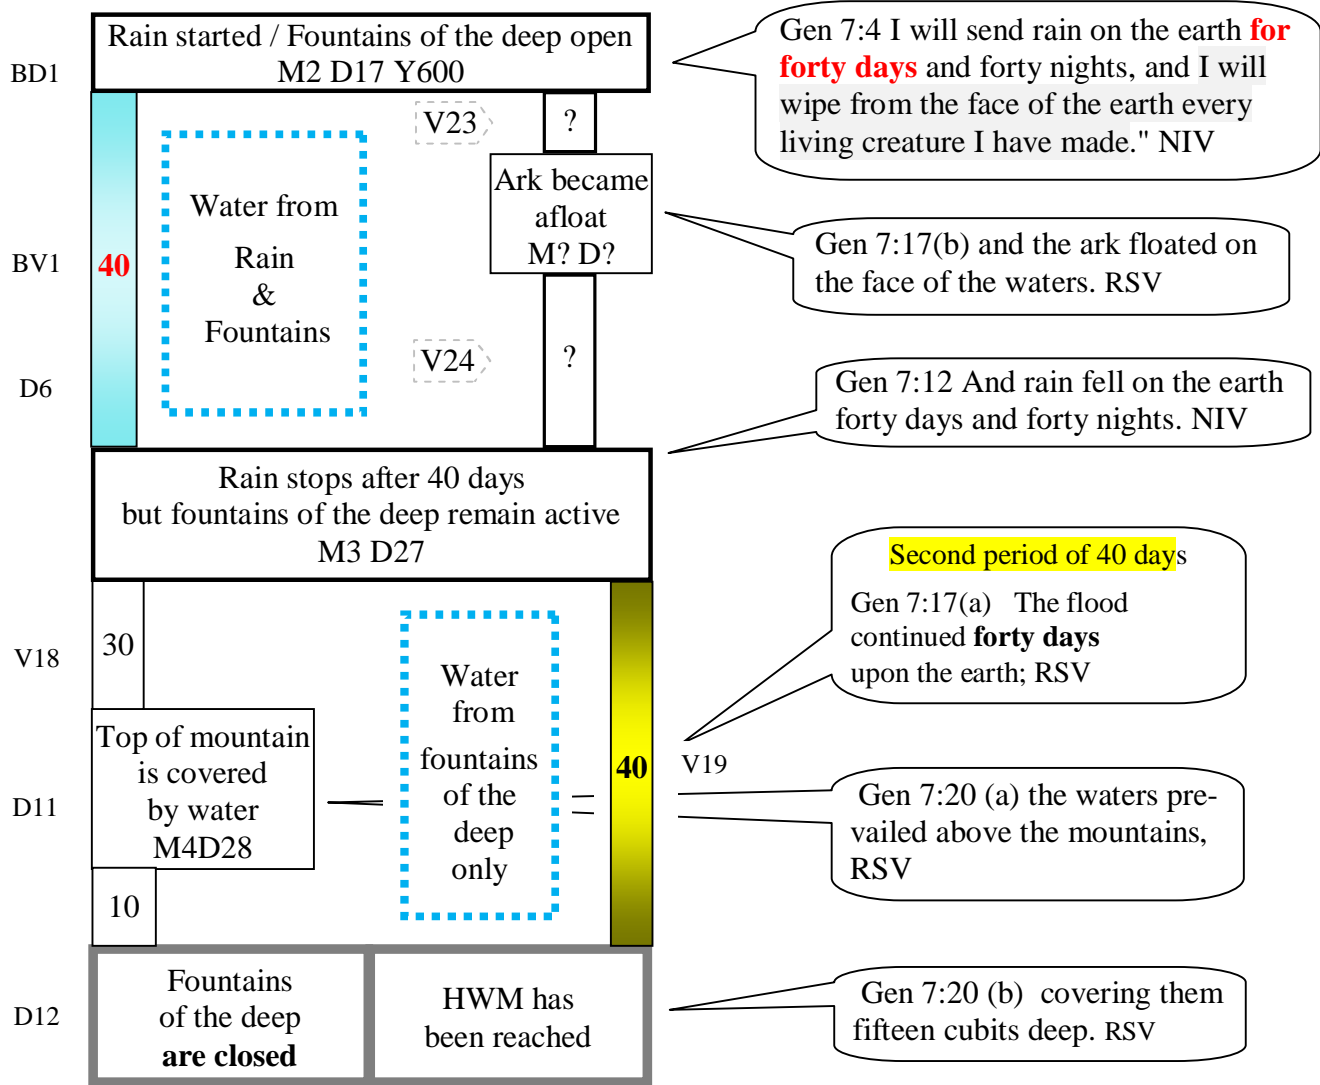 BD1
Rain started / Fountains of the deep open
M2 D17 Y600
Gen 7:4 I will send rain on the earth for
forty days and forty nights, and I will
wipe from the face of the earth every
living creature I have made." NIV
V23
?
Water from
Rain
&
Fountains
Ark became
afloat
M? D?
BV1
40
Gen 7:17(b) and the ark floated on
the face of the waters. RSV
V24
?
D6
Gen 7:12 And rain fell on the earth
forty days and forty nights. NIV
Rain stops after 40 days
but fountains of the deep remain active
M3 D27
Second period of 40 days
Gen 7:17(a) The flood
continued forty days
upon the earth; RSV
V18
30
Water
from
fountains
of the
deep
only
40
V19
Top of mountain
is covered
by water
M4D28
D11
Gen 7:20 (a) the waters pre-
vailed above the mountains,
RSV
10
D12
Fountains
of the deep
are closed
HWM has
been reached
Gen 7:20 (b) covering them
fifteen cubits deep. RSV